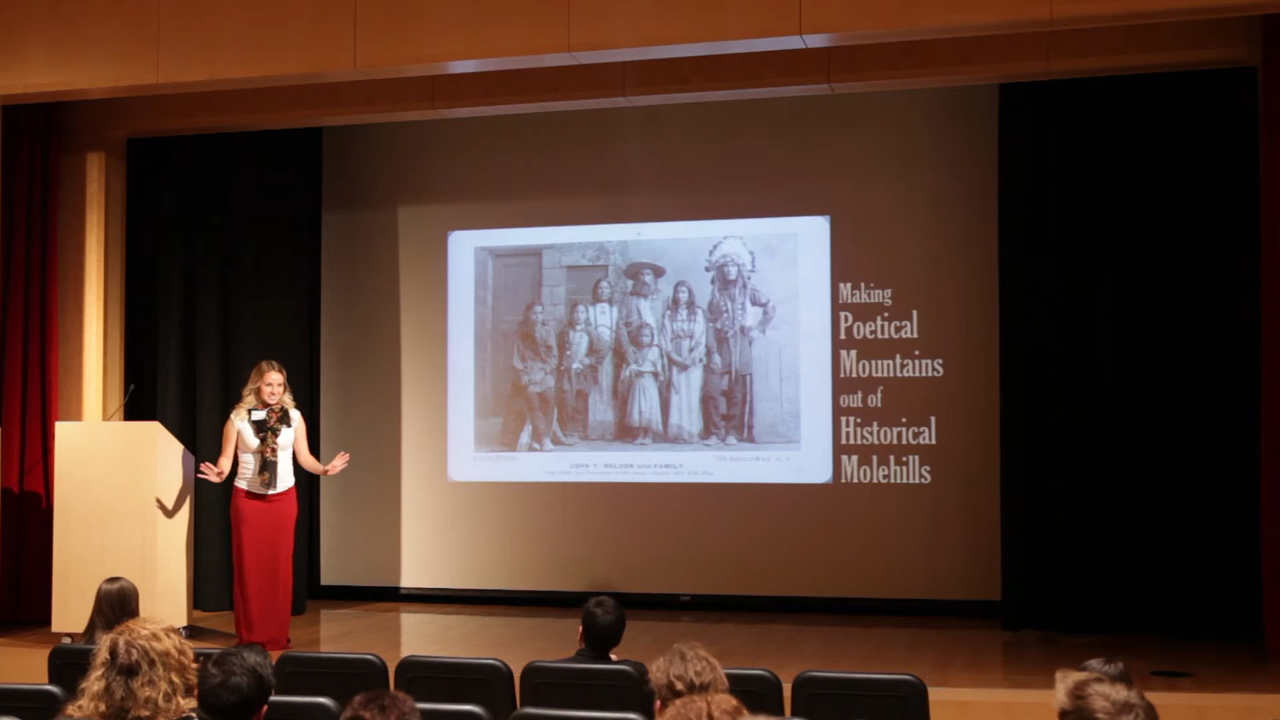 Making
Poetical
Mountains
out of
Historical
Molehills
JOHN Y. NELSON and FAMILY.